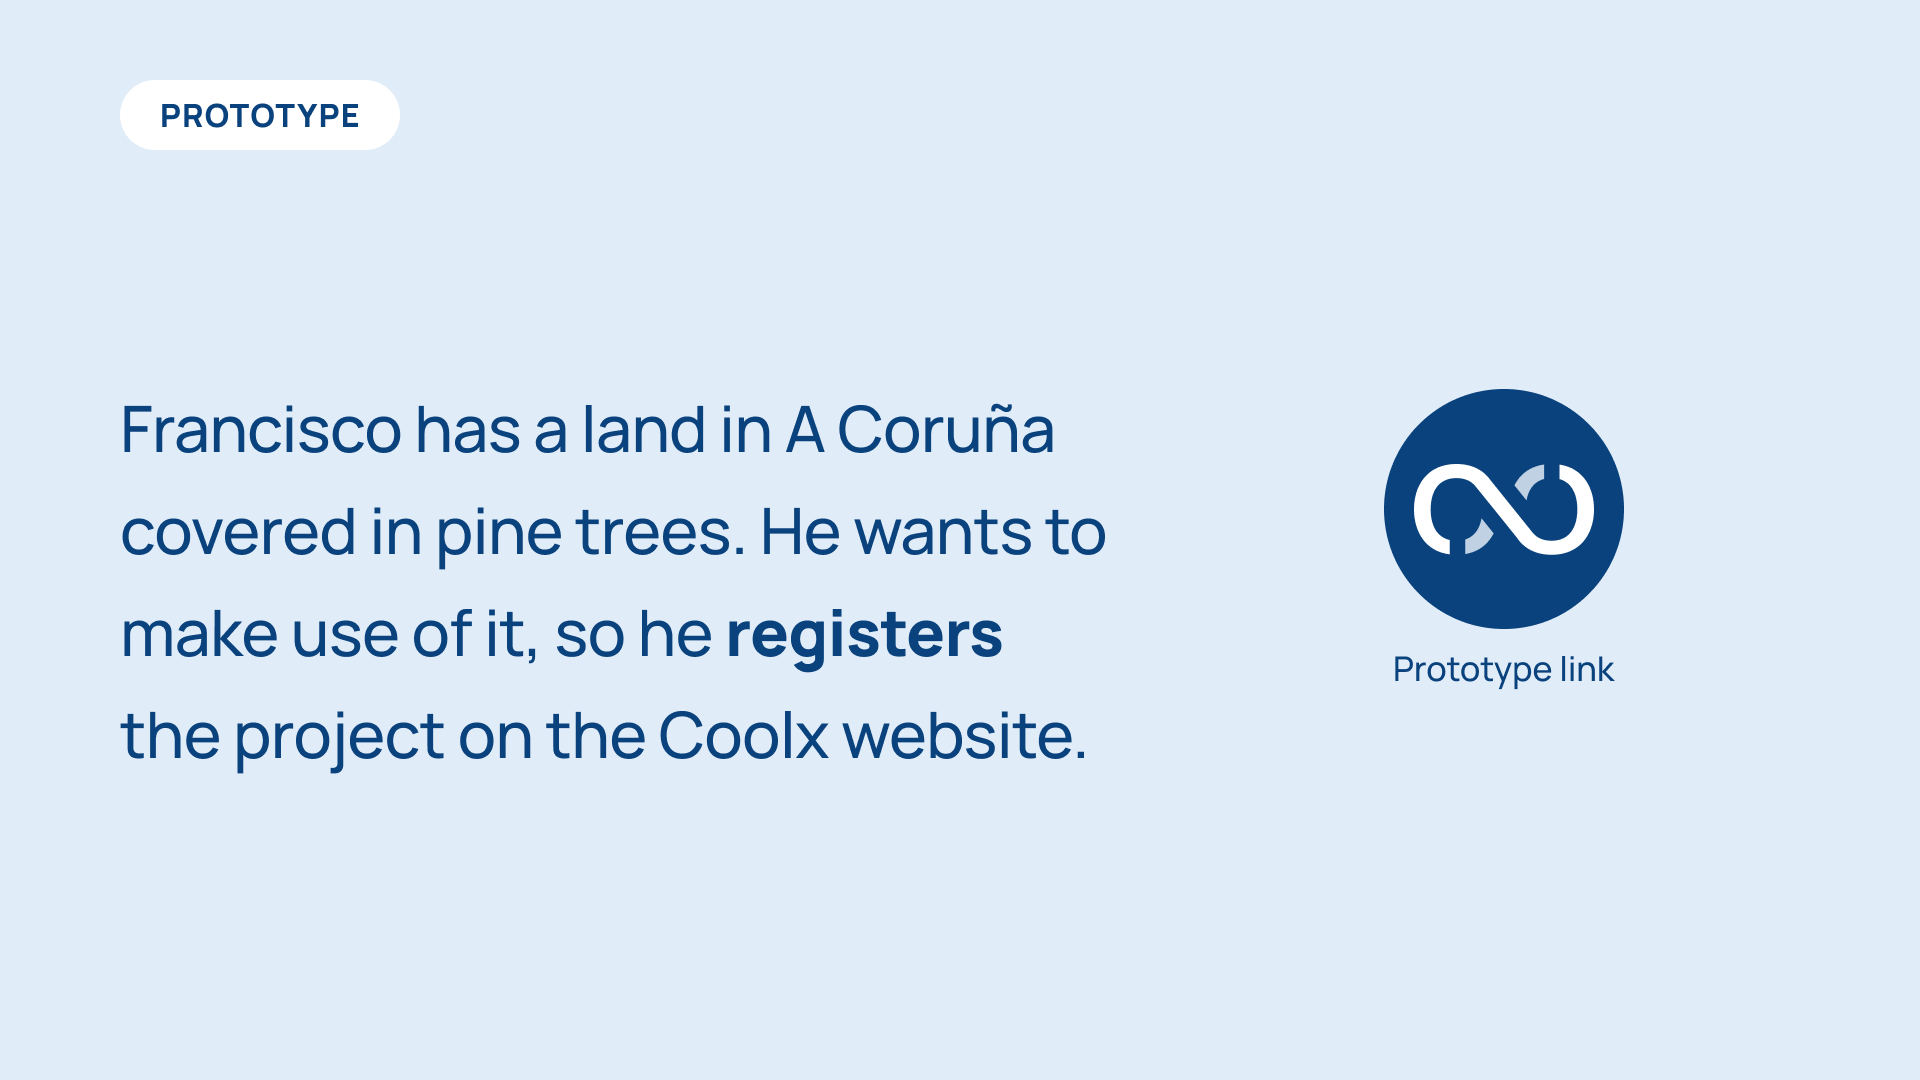 PROTOTYPE
Francisco has a land in A Coruña
covered in pine trees. He wants to
make use of it, so he registers
the project on the Coolx website.
Prototype link